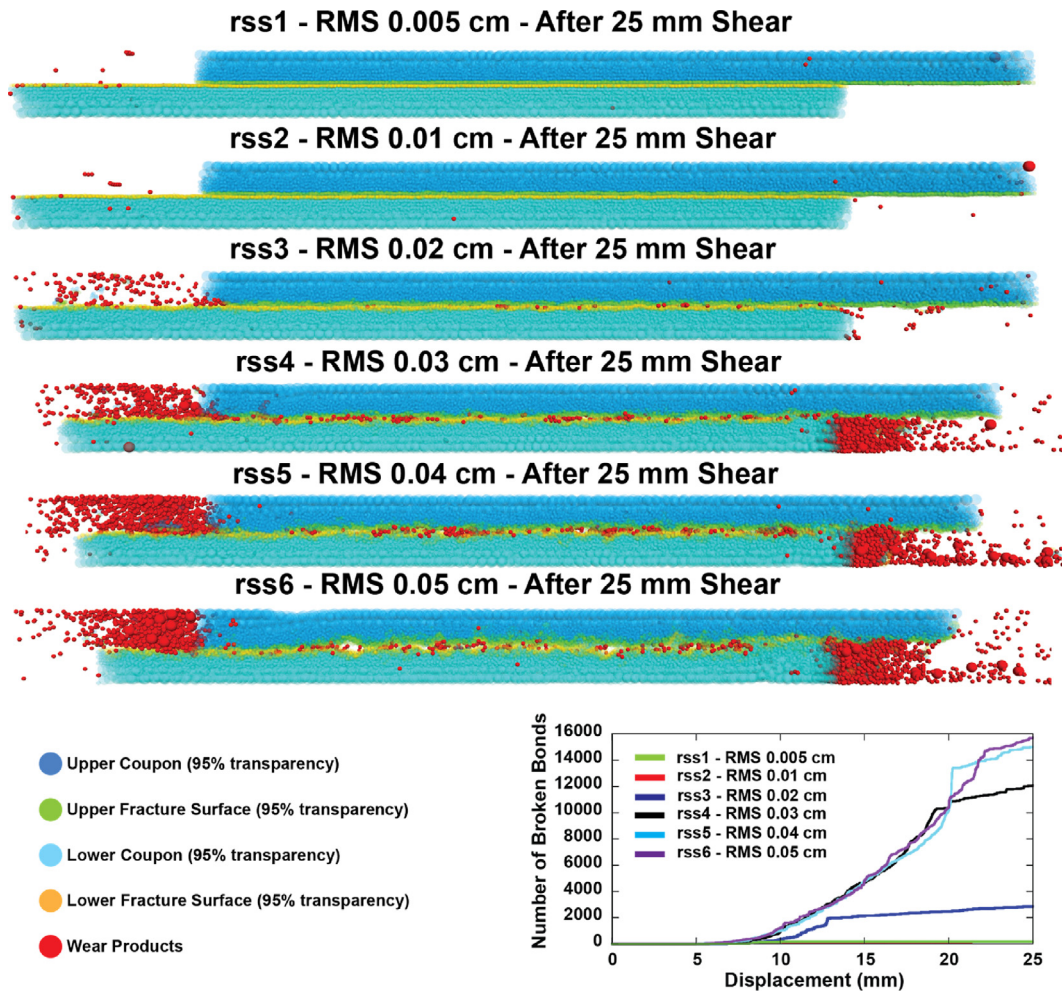 rss1 - RMS 0.005 cm - After 25 mm Shear
rss2 - RMS 0.01 cm - After 25 mm Shear
rss3 - RMS 0.02 cm - After 25 mm Shear
rss4 - RMS 0.03 cm - After 25 mm Shear
rss5 - RMS 0.04 cm - After 25 mm Shear
rss6 - RMS 0.05 cm - After 25 mm Shear
Upper Coupon (95% transparency)
Upper Fracture Surface (95% transparency)
Lower Coupon (95% transparency)
Lower Fracture Surface (95% transparency)
Wear Products
Number of Broken Bonds
16000
14000
12000
10000
8000
6000
4000
2000
0
rss1 - RMS 0.005 cm
rss2 - RMS 0.01 cm
rss3 - RMS 0.02 cm
rss4 - RMS 0.03 cm
rss5 - RMS 0.04 cm
rss6 - RMS 0.05 cm
0 5 10 15 20 25
Displacement (mm)